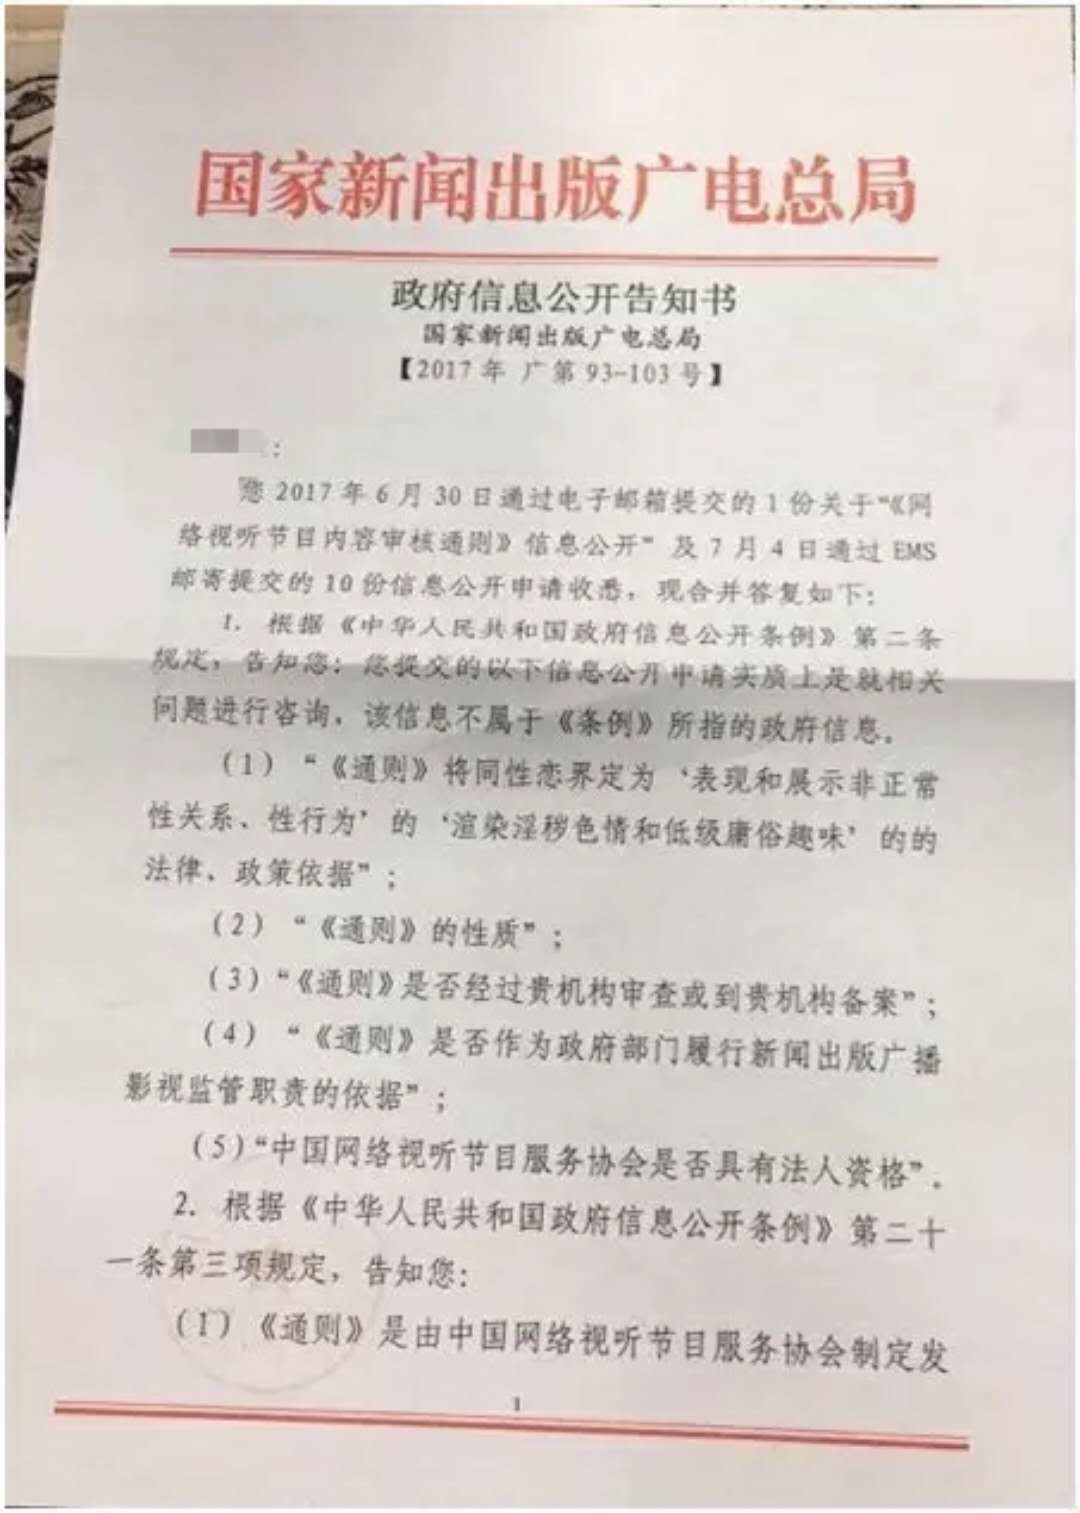 国家新闻出版广电总局
政府信息公开告知书
国家新闻出版广电总局
【2017年 广第93-103号】
:
您2017年6月30日通过电子邮箱提交的1份关于“《网
络视听节目内容审核通则》信息公开”及7月4日通过EMS
邮寄提交的10份信息公开申请收悉，现合并答复如下：
1. 根据《中华人民共和国政府信息公开条例》第二条
规定，告知您：您提交的以下信息公开申请实质上是就相关
问题进行咨询，该信息不属于《条例》所指的政府信息。
（1）“《通则》将同性恋界定为‘表现和展示非正常
性关系、性行为’的‘渲染淫秽色情和低级庸俗趣味’的的
法律、政策依据”；
（2）“《通则》的性质”；
（3）“《通则》是否经过贵机构审查或到贵机构备案”；
（4）“《通则》是否作为政府部门履行新闻出版广播
影视监管职责的依据”；
（5）“中国网络视听节目服务协会是否具有法人资格”。
2. 根据《中华人民共和国政府信息公开条例》第二十
一条第三项规定，告知您：
（1）《通则》是由中国网络视听节目服务协会制定发
1